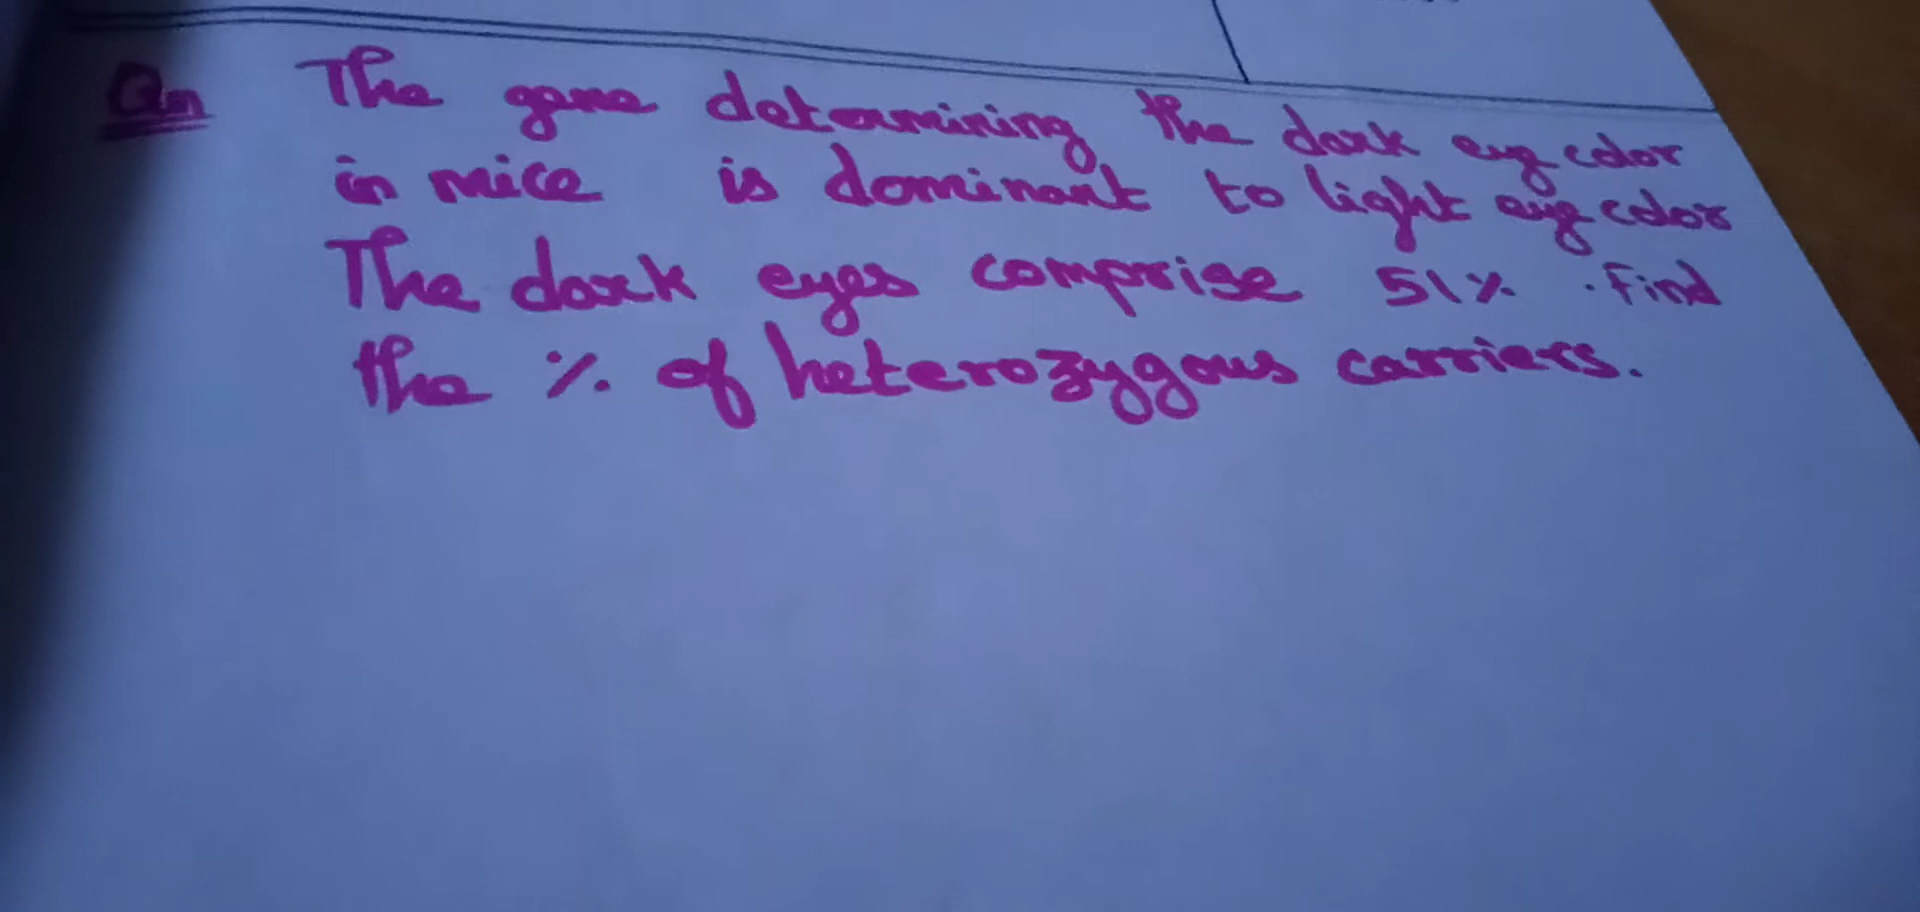 Qn The gene determining the dark eye color
in mice is dominant to light eye color
The dark eyes comprise 51% . Find
the % of heterozygous carriers.